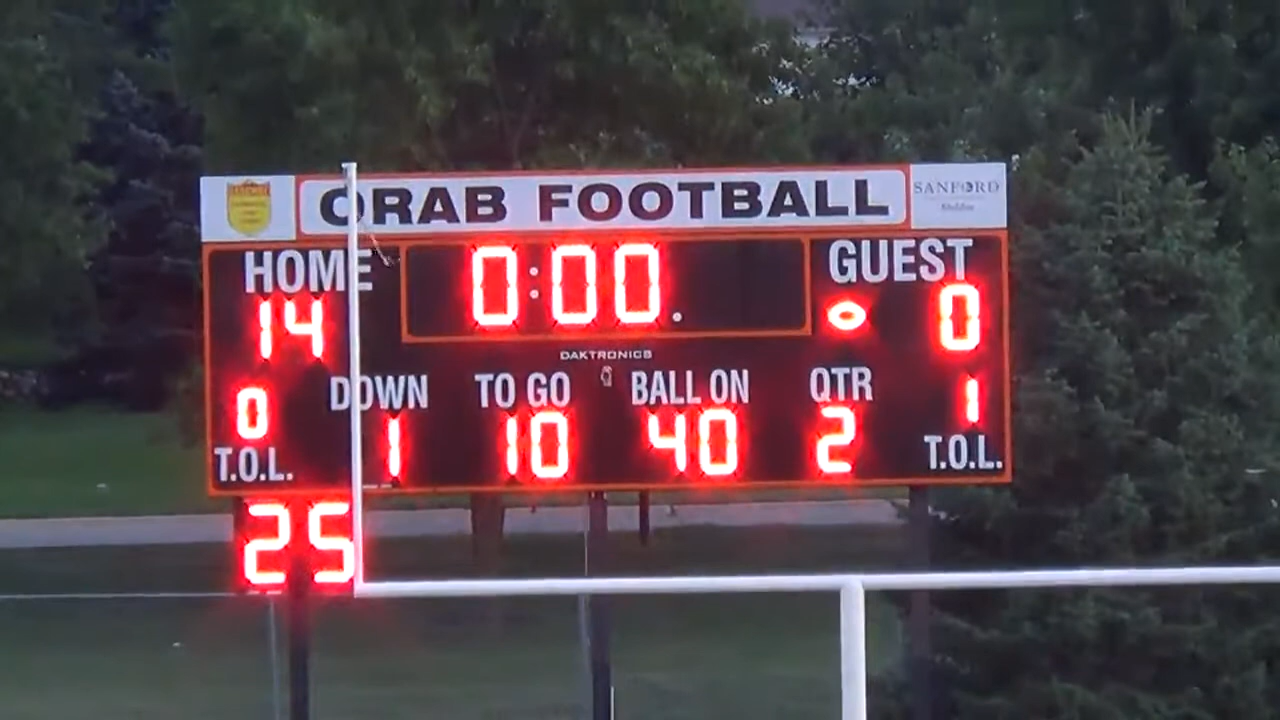 ORAB FOOTBALL
SANFORD
HOME 0:00. GUEST
14 0
DAKTRONICS
DOWN TO GO BALL ON QTR
0 1 10 40 2 1
T.O.L. T.O.L.
25